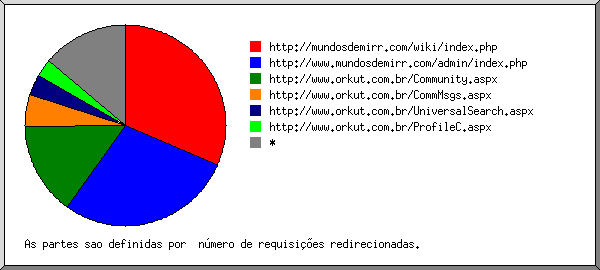 http://mundosdemirr.com/wiki/index.php
http://www.mundosdemirr.com/admin/index.php
http://www.orkut.com.br/Community.aspx
http://www.orkut.com.br/CommMsgs.aspx
http://www.orkut.com.br/UniversalSearch.aspx
http://www.orkut.com.br/ProfileC.aspx
*
As partes sao definidas por  número de requisições redirecionadas.